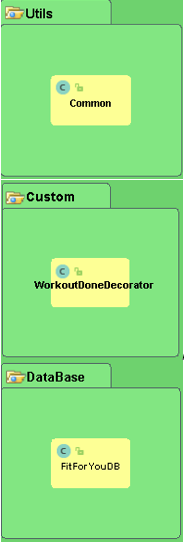 Utils
C
Common
Custom
C
WorkoutDoneDecorator
DataBase
C
FitForYouDB